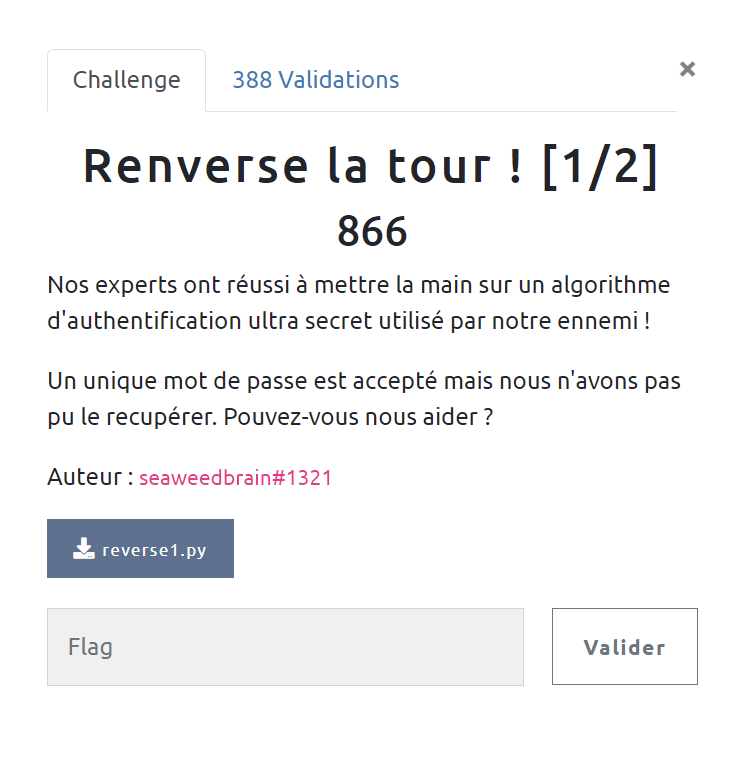 Challenge
388 Validations
×
Renverse la tour ! [1/2]
866
Nos experts ont réussi à mettre la main sur un algorithme
d'authentification ultra secret utilisé par notre ennemi !
Un unique mot de passe est accepté mais nous n'avons pas
pu le recupérer. Pouvez-vous nous aider ?
Auteur : seaweedbrain#1321
reverse1.py
Flag
Valider